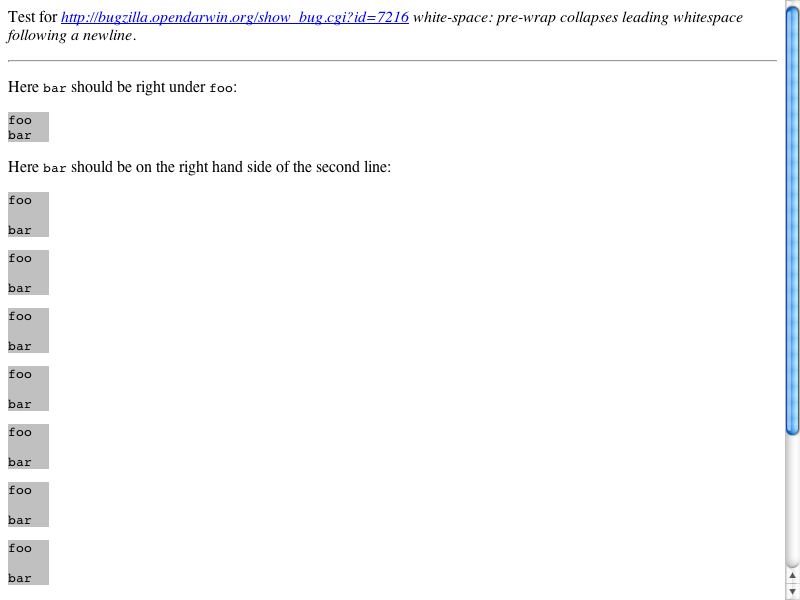 Test for http://bugzilla.opendarwin.org/show_bug.cgi?id=7216 white-space: pre-wrap collapses leading whitespace
following a newline.
Here bar should be right under foo:
foo
bar
Here bar should be on the right hand side of the second line:
foo
bar
foo
bar
foo
bar
foo
bar
foo
bar
foo
bar
foo
bar